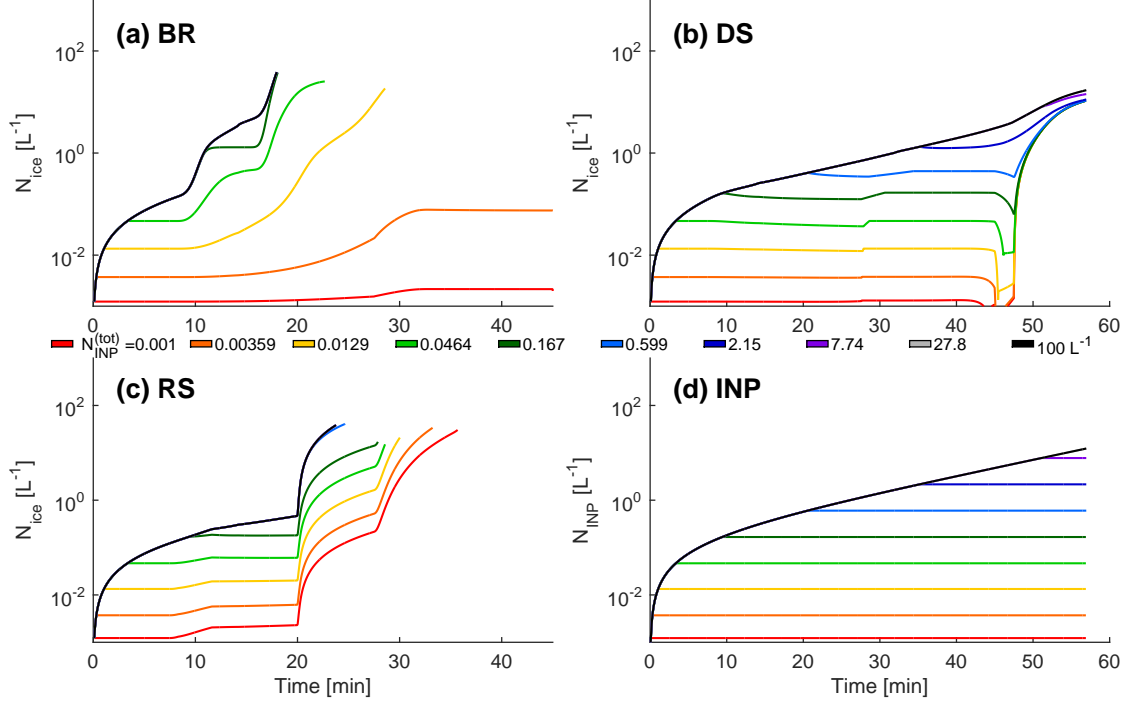 (a) BR
(b) DS
10^2
10^0
10^-2
N_ice [L^-1]
0 10 20 30 40
10^2
10^0
10^-2
N_ice [L^-1]
0 10 20 30 40 50 60
N_INP^(tot) =0.001 0.00359 0.0129 0.0464 0.167 0.599 2.15 7.74 27.8 100 L^-1
(c) RS
(d) INP
10^2
10^0
10^-2
N_ice [L^-1]
0 10 20 30 40
Time [min]
10^2
10^0
10^-2
N_INP [L^-1]
0 10 20 30 40 50 60
Time [min]